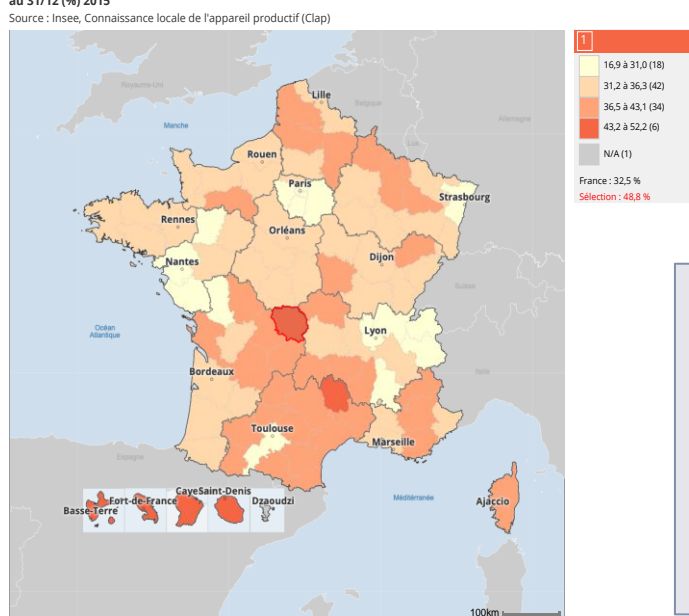 au 31/12 (%) 2015
Source : Insee, Connaissance locale de l'appareil productif (Clap)
1
16,9 à 31,0 (18)
31,2 à 36,3 (42)
36,5 à 43,1 (34)
43,2 à 52,2 (6)
N/A (1)
France : 32,5 %
Sélection : 48,8 %
Royaume-Uni
Lille
Belgique
Allemagne
Manche
Lux
Rouen
Paris
Strasbourg
Rennes
Orléans
Nantes
Dijon
Suisse
Océan
Atlantique
Lyon
Italie
Bordeaux
Toulouse
Marseille
Espagne
Méditérranée
Ajaccio
Basse-Terre
Fort-de-France
Caye
Saint-Denis
Dzaoudzi
100km